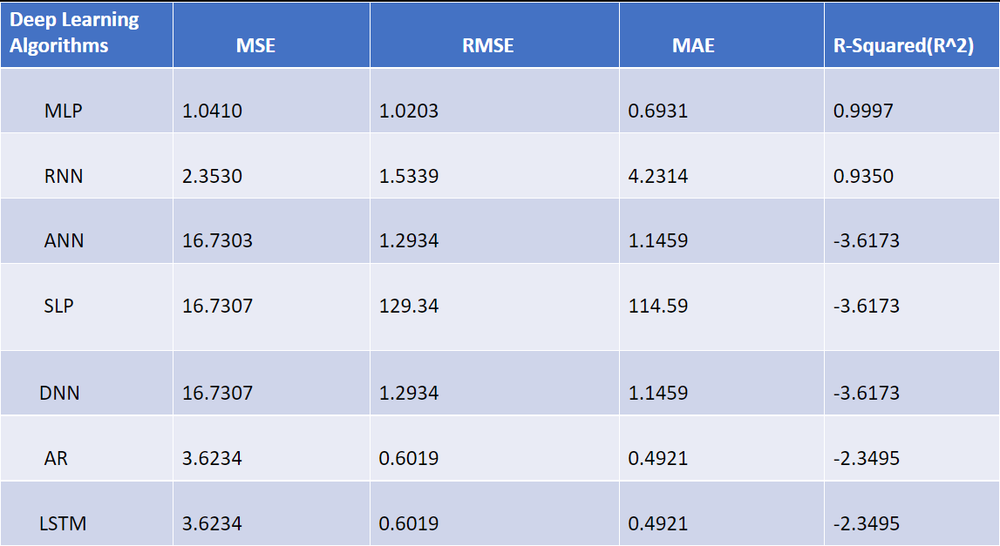 Deep Learning
Algorithms MSE RMSE MAE R-Squared(R^2)
MLP 1.0410 1.0203 0.6931 0.9997
RNN 2.3530 1.5339 4.2314 0.9350
ANN 16.7303 1.2934 1.1459 -3.6173
SLP 16.7307 129.34 114.59 -3.6173
DNN 16.7307 1.2934 1.1459 -3.6173
AR 3.6234 0.6019 0.4921 -2.3495
LSTM 3.6234 0.6019 0.4921 -2.3495